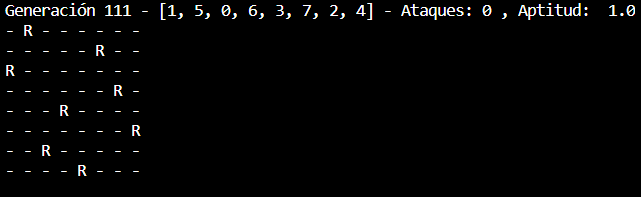 Generación 111 - [1, 5, 0, 6, 3, 7, 2, 4] - Ataques: 0 , Aptitud:  1.0
- R - - - - - -
- - - - - R - -
R - - - - - - -
- - - - - - R -
- - - R - - - -
- - - - - - - R
- - R - - - - -
- - - - R - - -